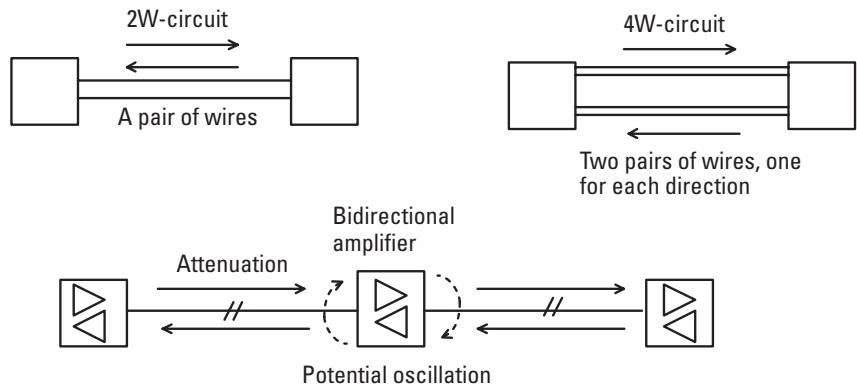 2W-circuit
A pair of wires
4W-circuit
Two pairs of wires, one
for each direction
Bidirectional
amplifier
Attenuation
Potential oscillation